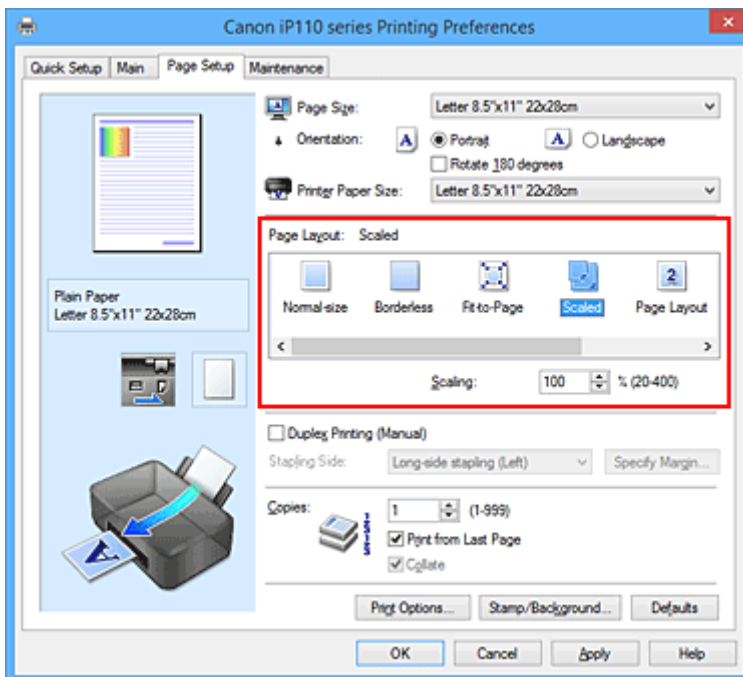 Canon iP110 series Printing Preferences
Quick Setup Main Page Setup Maintenance
Page Size: Letter 8.5"x11" 22x28cm
Orientation: A Portrait A Landscape
Rotate 180 degrees
Printer Paper Size: Letter 8.5"x11" 22x28cm
Page Layout: Scaled
Normal-size Borderless Fit-to-Page Scaled Page Layout
Scaling: 100 % (20-400)
Plain Paper
Letter 8.5"x11" 22x28cm
Duplex Printing (Manual)
Stapling Side: Long-side stapling (Left) Specify Margin...
Copies: 1 (1-999)
Print from Last Page
Collate
Print Options... Stamp/Background... Defaults
OK Cancel Apply Help